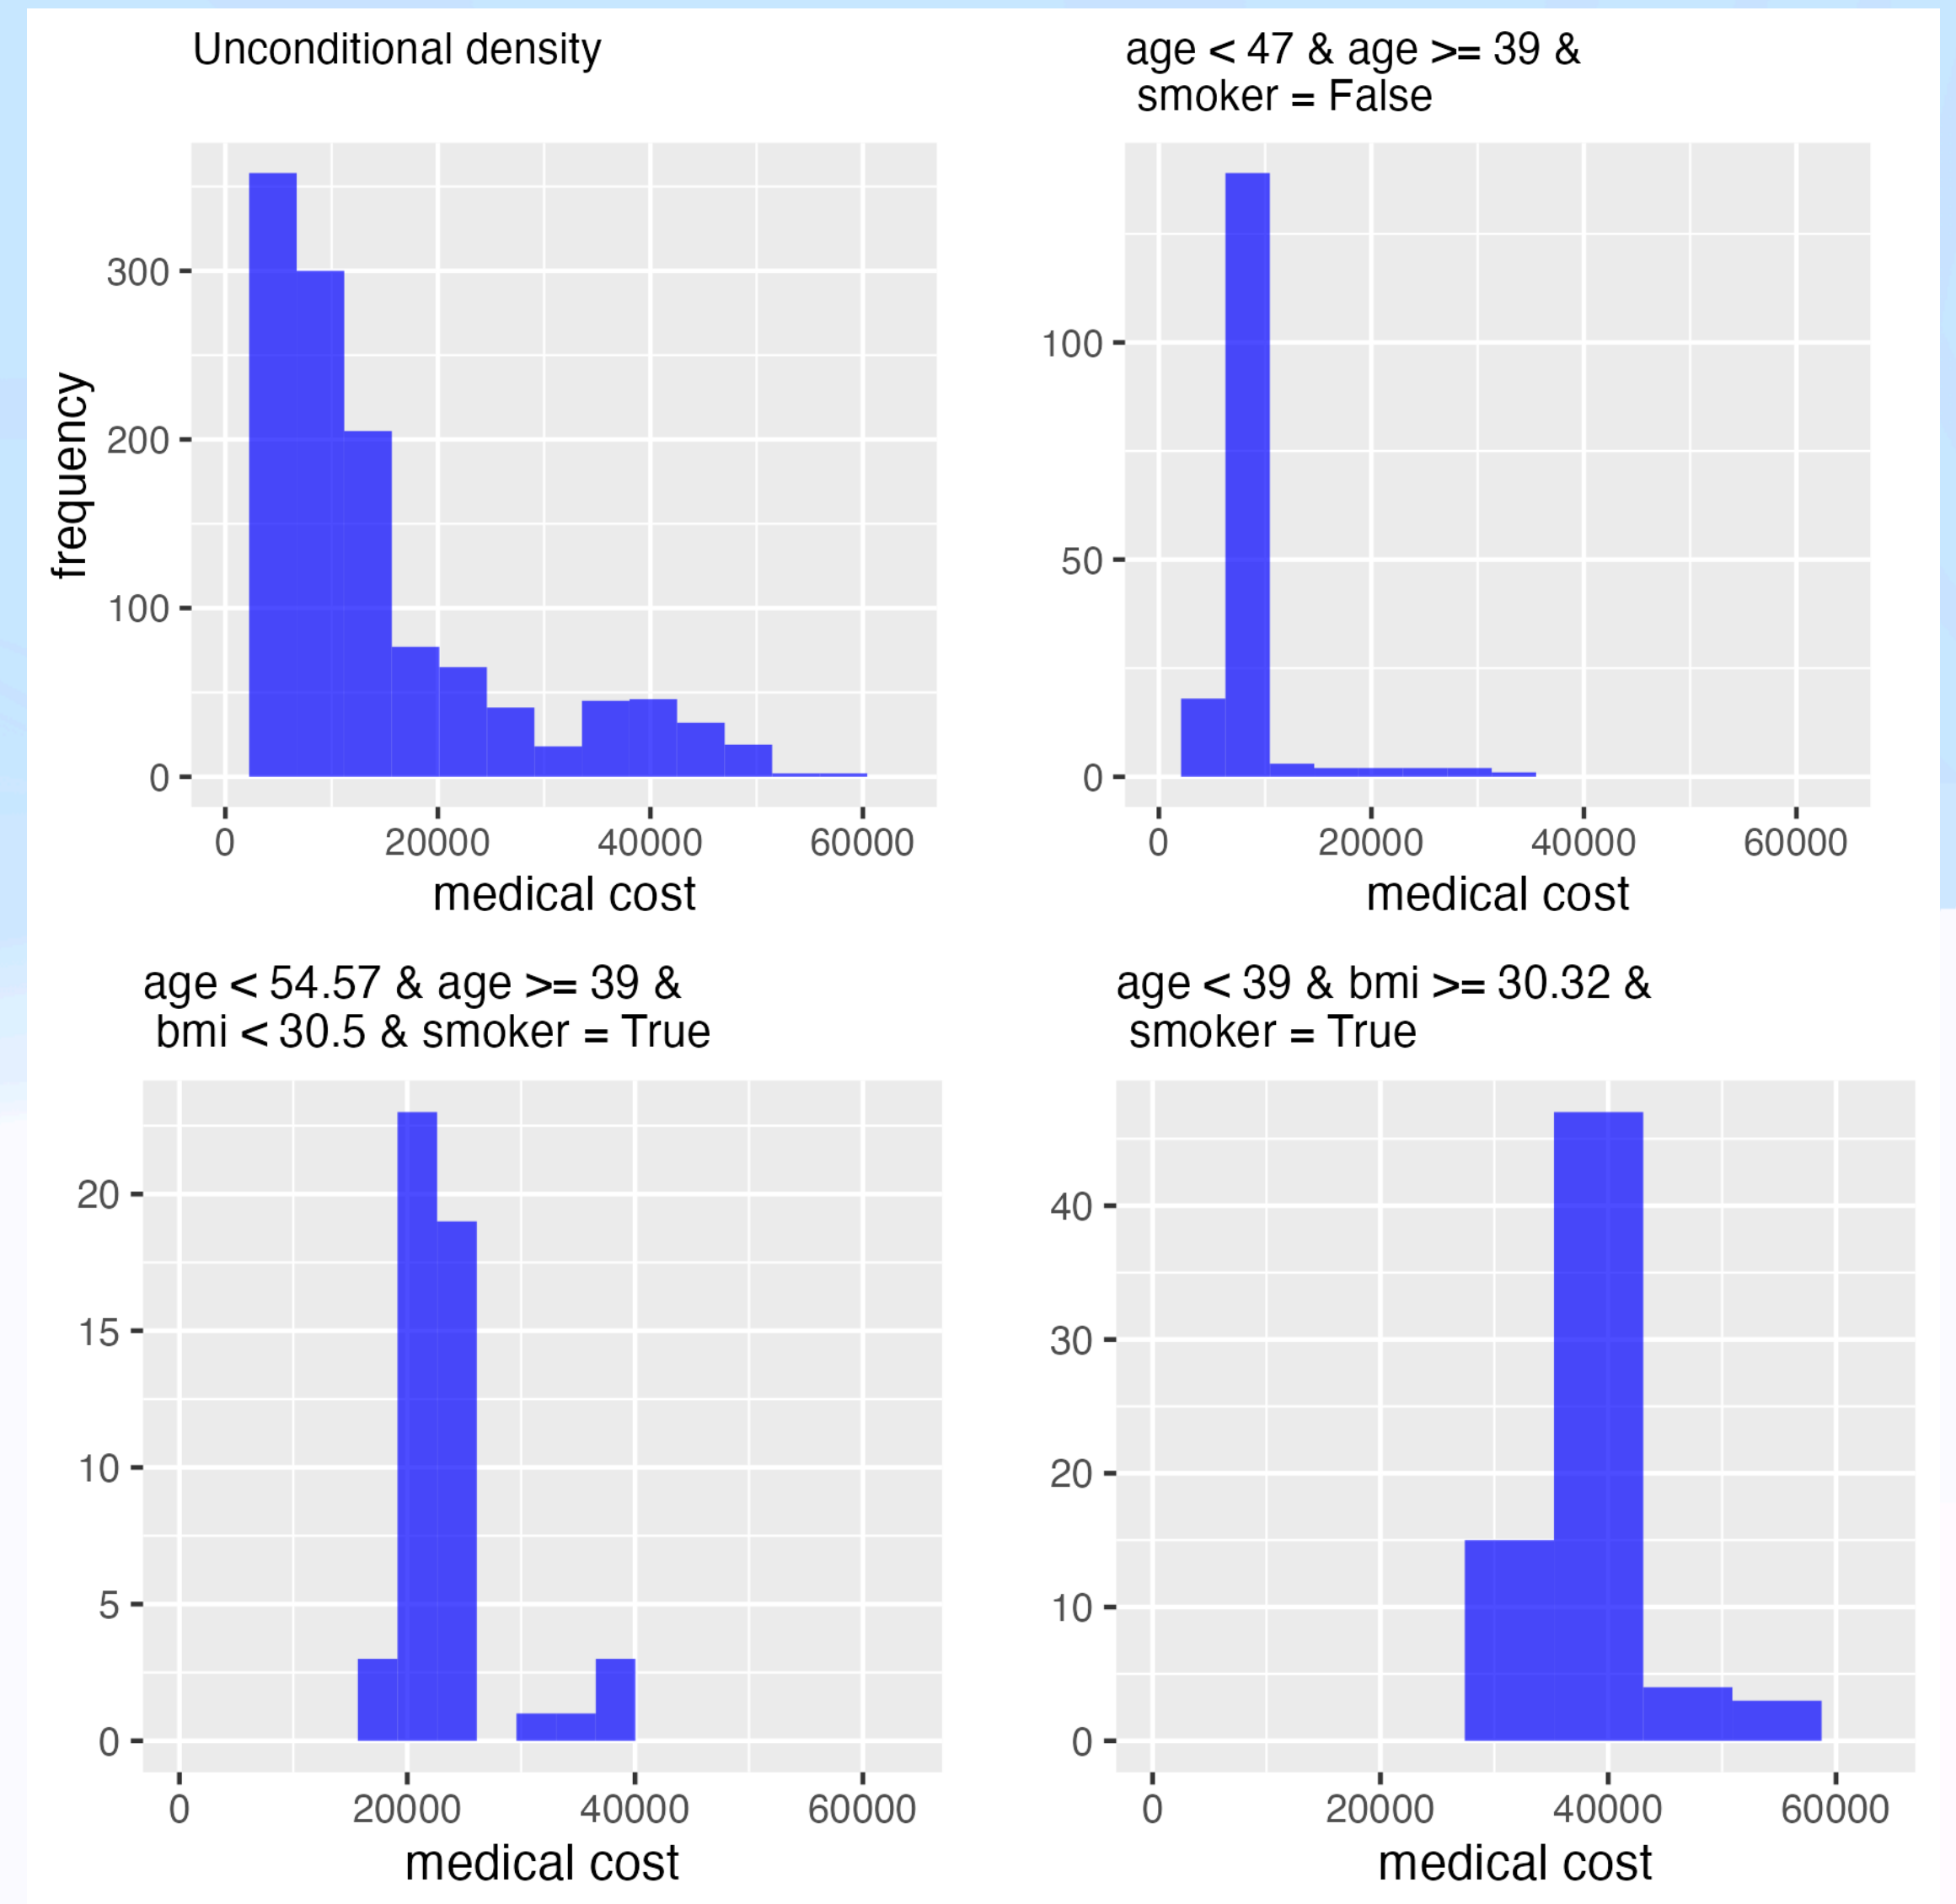 Unconditional density
frequency
300
200
100
0
0 20000 40000 60000
medical cost
age < 47 & age >= 39 &
smoker = False
100
50
0
0 20000 40000 60000
medical cost
age < 54.57 & age >= 39 &
bmi < 30.5 & smoker = True
20
15
10
5
0
0 20000 40000 60000
medical cost
age < 39 & bmi >= 30.32 &
smoker = True
40
30
20
10
0
0 20000 40000 60000
medical cost